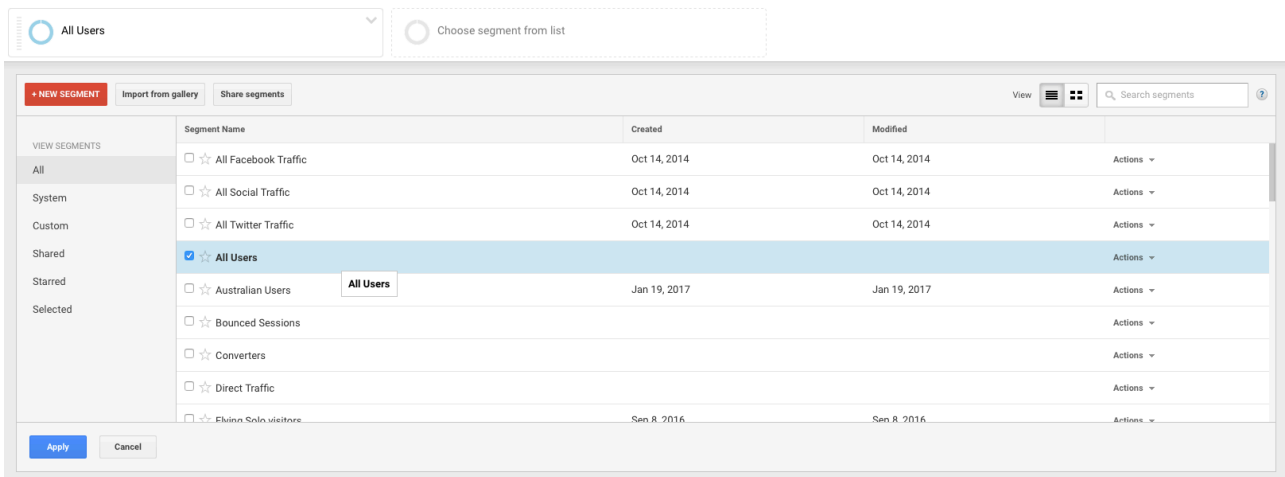 All Users
Choose segment from list
+ NEW SEGMENT Import from gallery Share segments View Search segments ?
Segment Name Created Modified
VIEW SEGMENTS
All
System
Custom
Shared
Starred
Selected
All Facebook Traffic Oct 14, 2014 Oct 14, 2014 Actions
All Social Traffic Oct 14, 2014 Oct 14, 2014 Actions
All Twitter Traffic Oct 14, 2014 Oct 14, 2014 Actions
All Users Actions
All Users
Australian Users Jan 19, 2017 Jan 19, 2017 Actions
Bounced Sessions Actions
Converters Actions
Direct Traffic Actions
Flying Solo visitors Sep 8, 2016 Sep 8, 2016 Actions
Apply Cancel